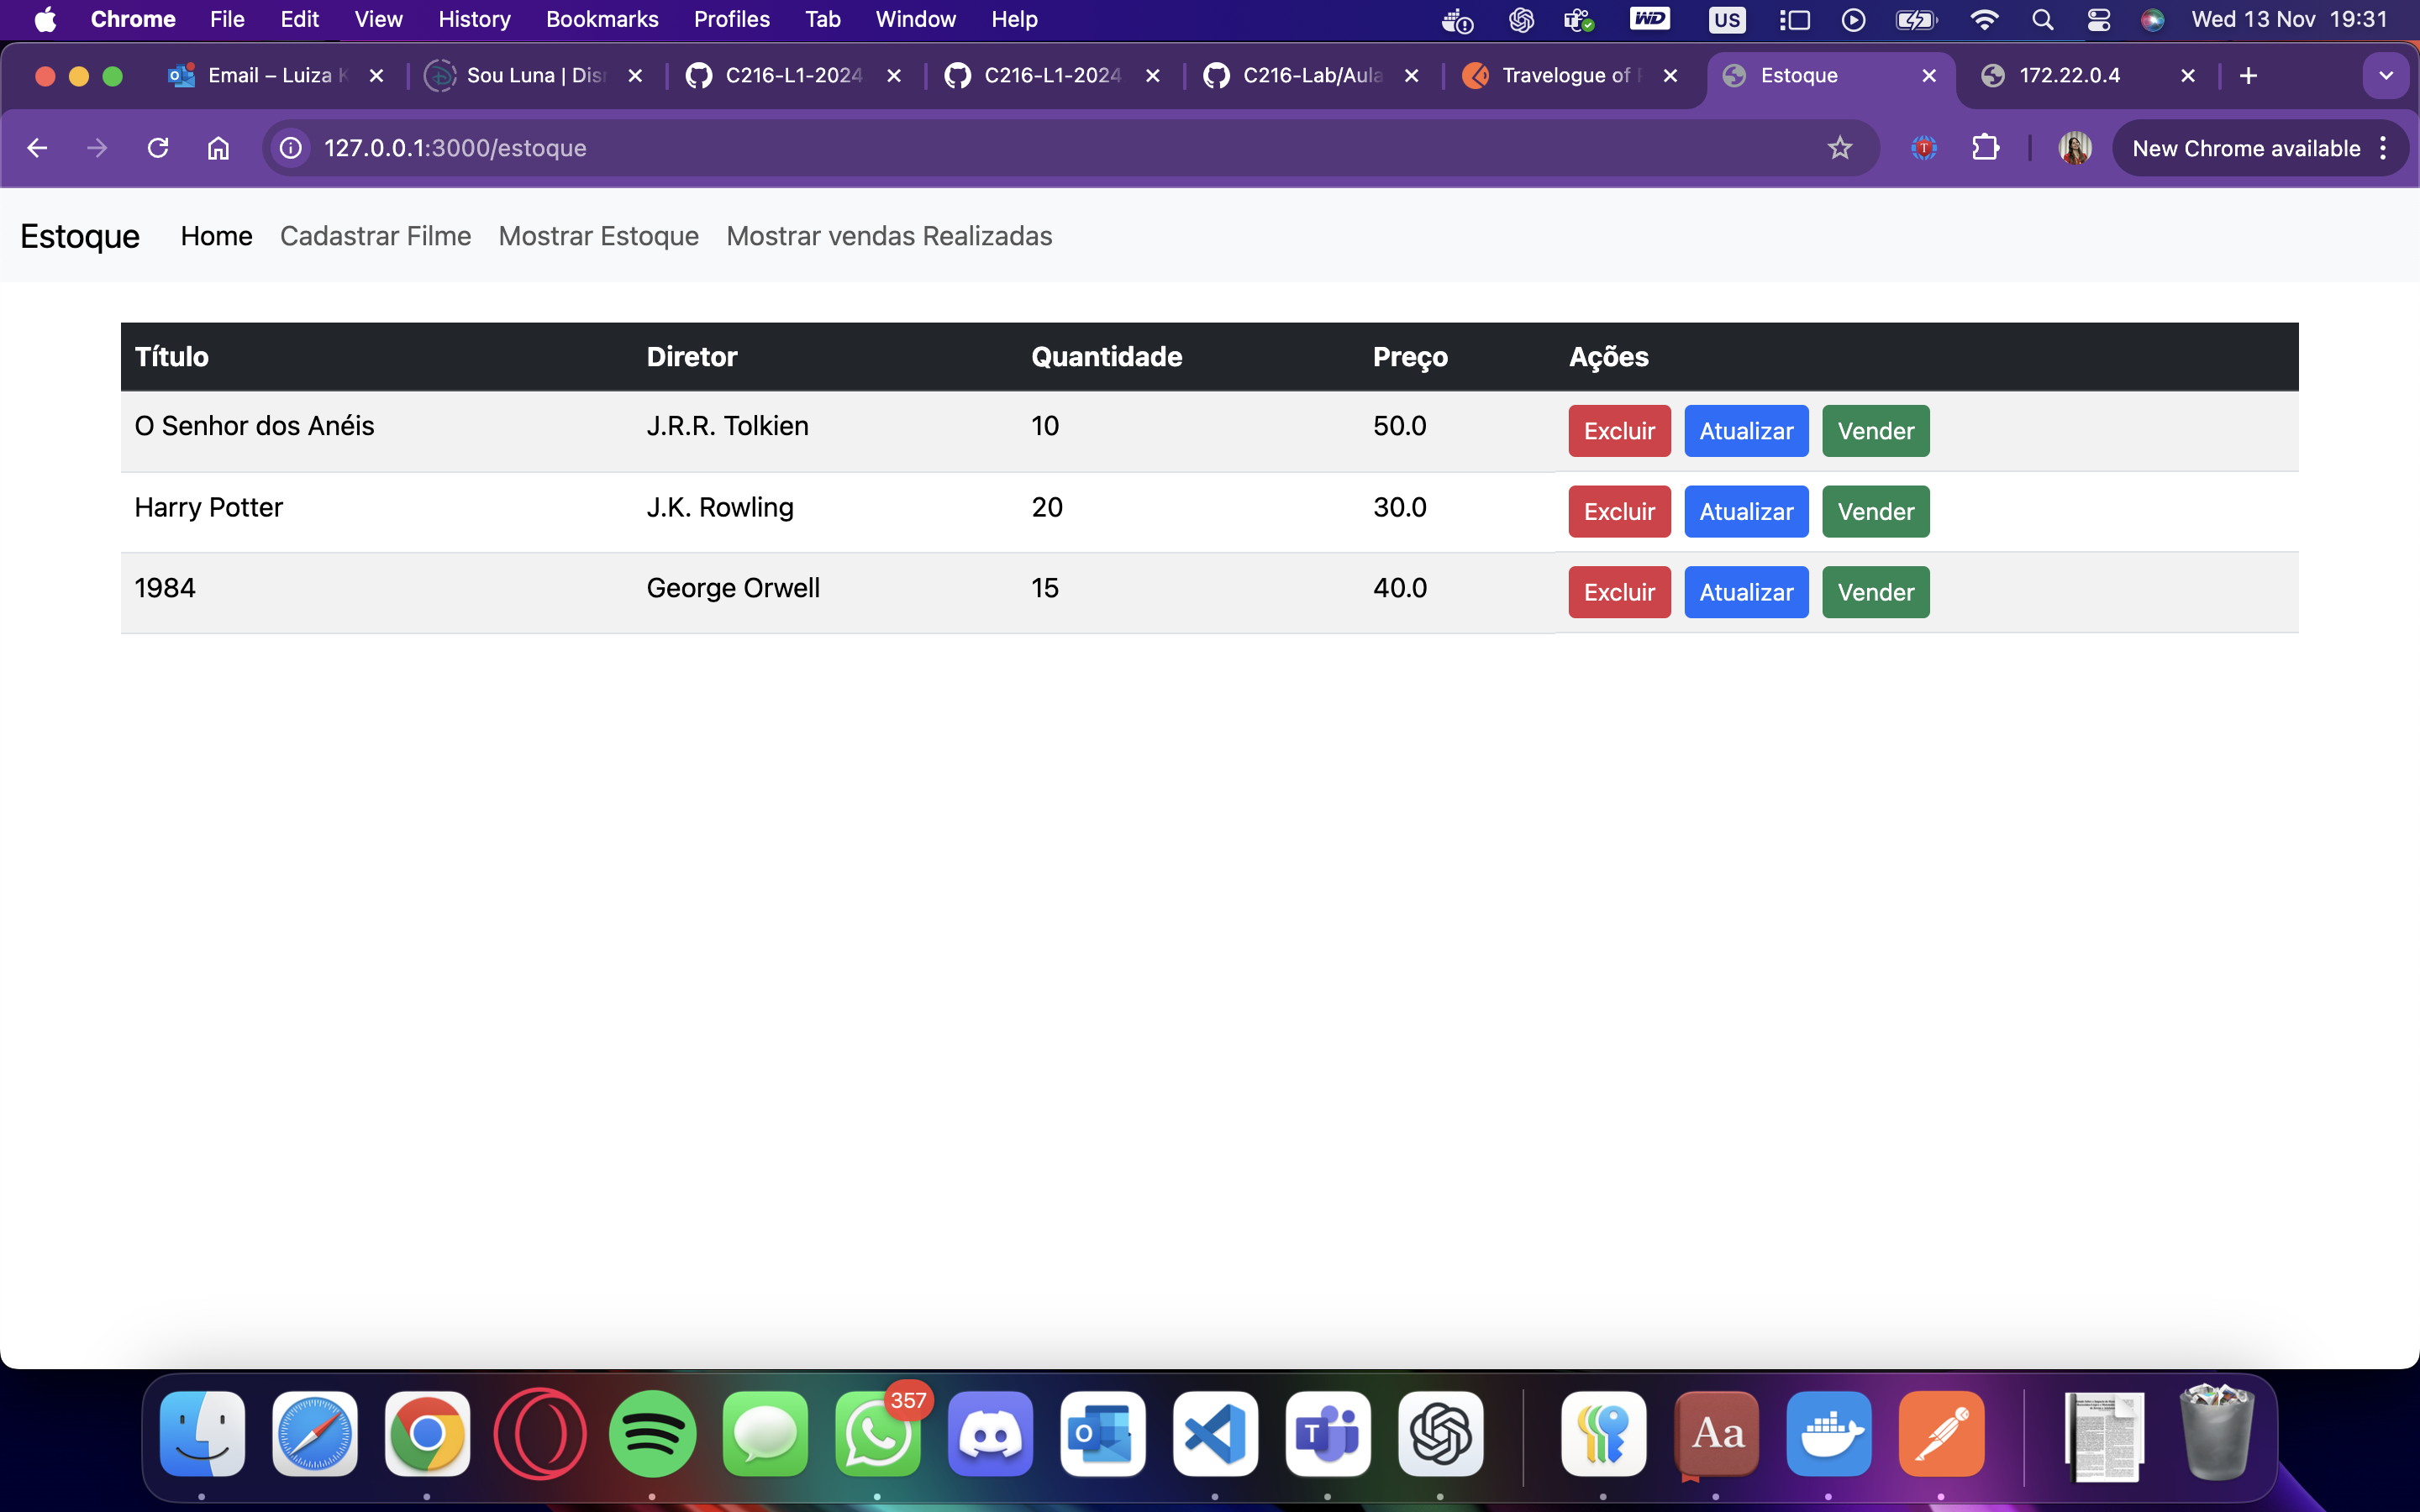 Chrome File Edit View History Bookmarks Profiles Tab Window Help WD US Wed 13 Nov 19:31
Email – Luiza K Sou Luna | Disn C216-L1-2024 C216-L1-2024 C216-Lab/Aula Travelogue of Estoque 172.22.0.4
127.0.0.1:3000/estoque New Chrome available
Estoque Home Cadastrar Filme Mostrar Estoque Mostrar vendas Realizadas
Título Diretor Quantidade Preço Ações
O Senhor dos Anéis J.R.R. Tolkien 10 50.0 Excluir Atualizar Vender
Harry Potter J.K. Rowling 20 30.0 Excluir Atualizar Vender
1984 George Orwell 15 40.0 Excluir Atualizar Vender
357
Aa